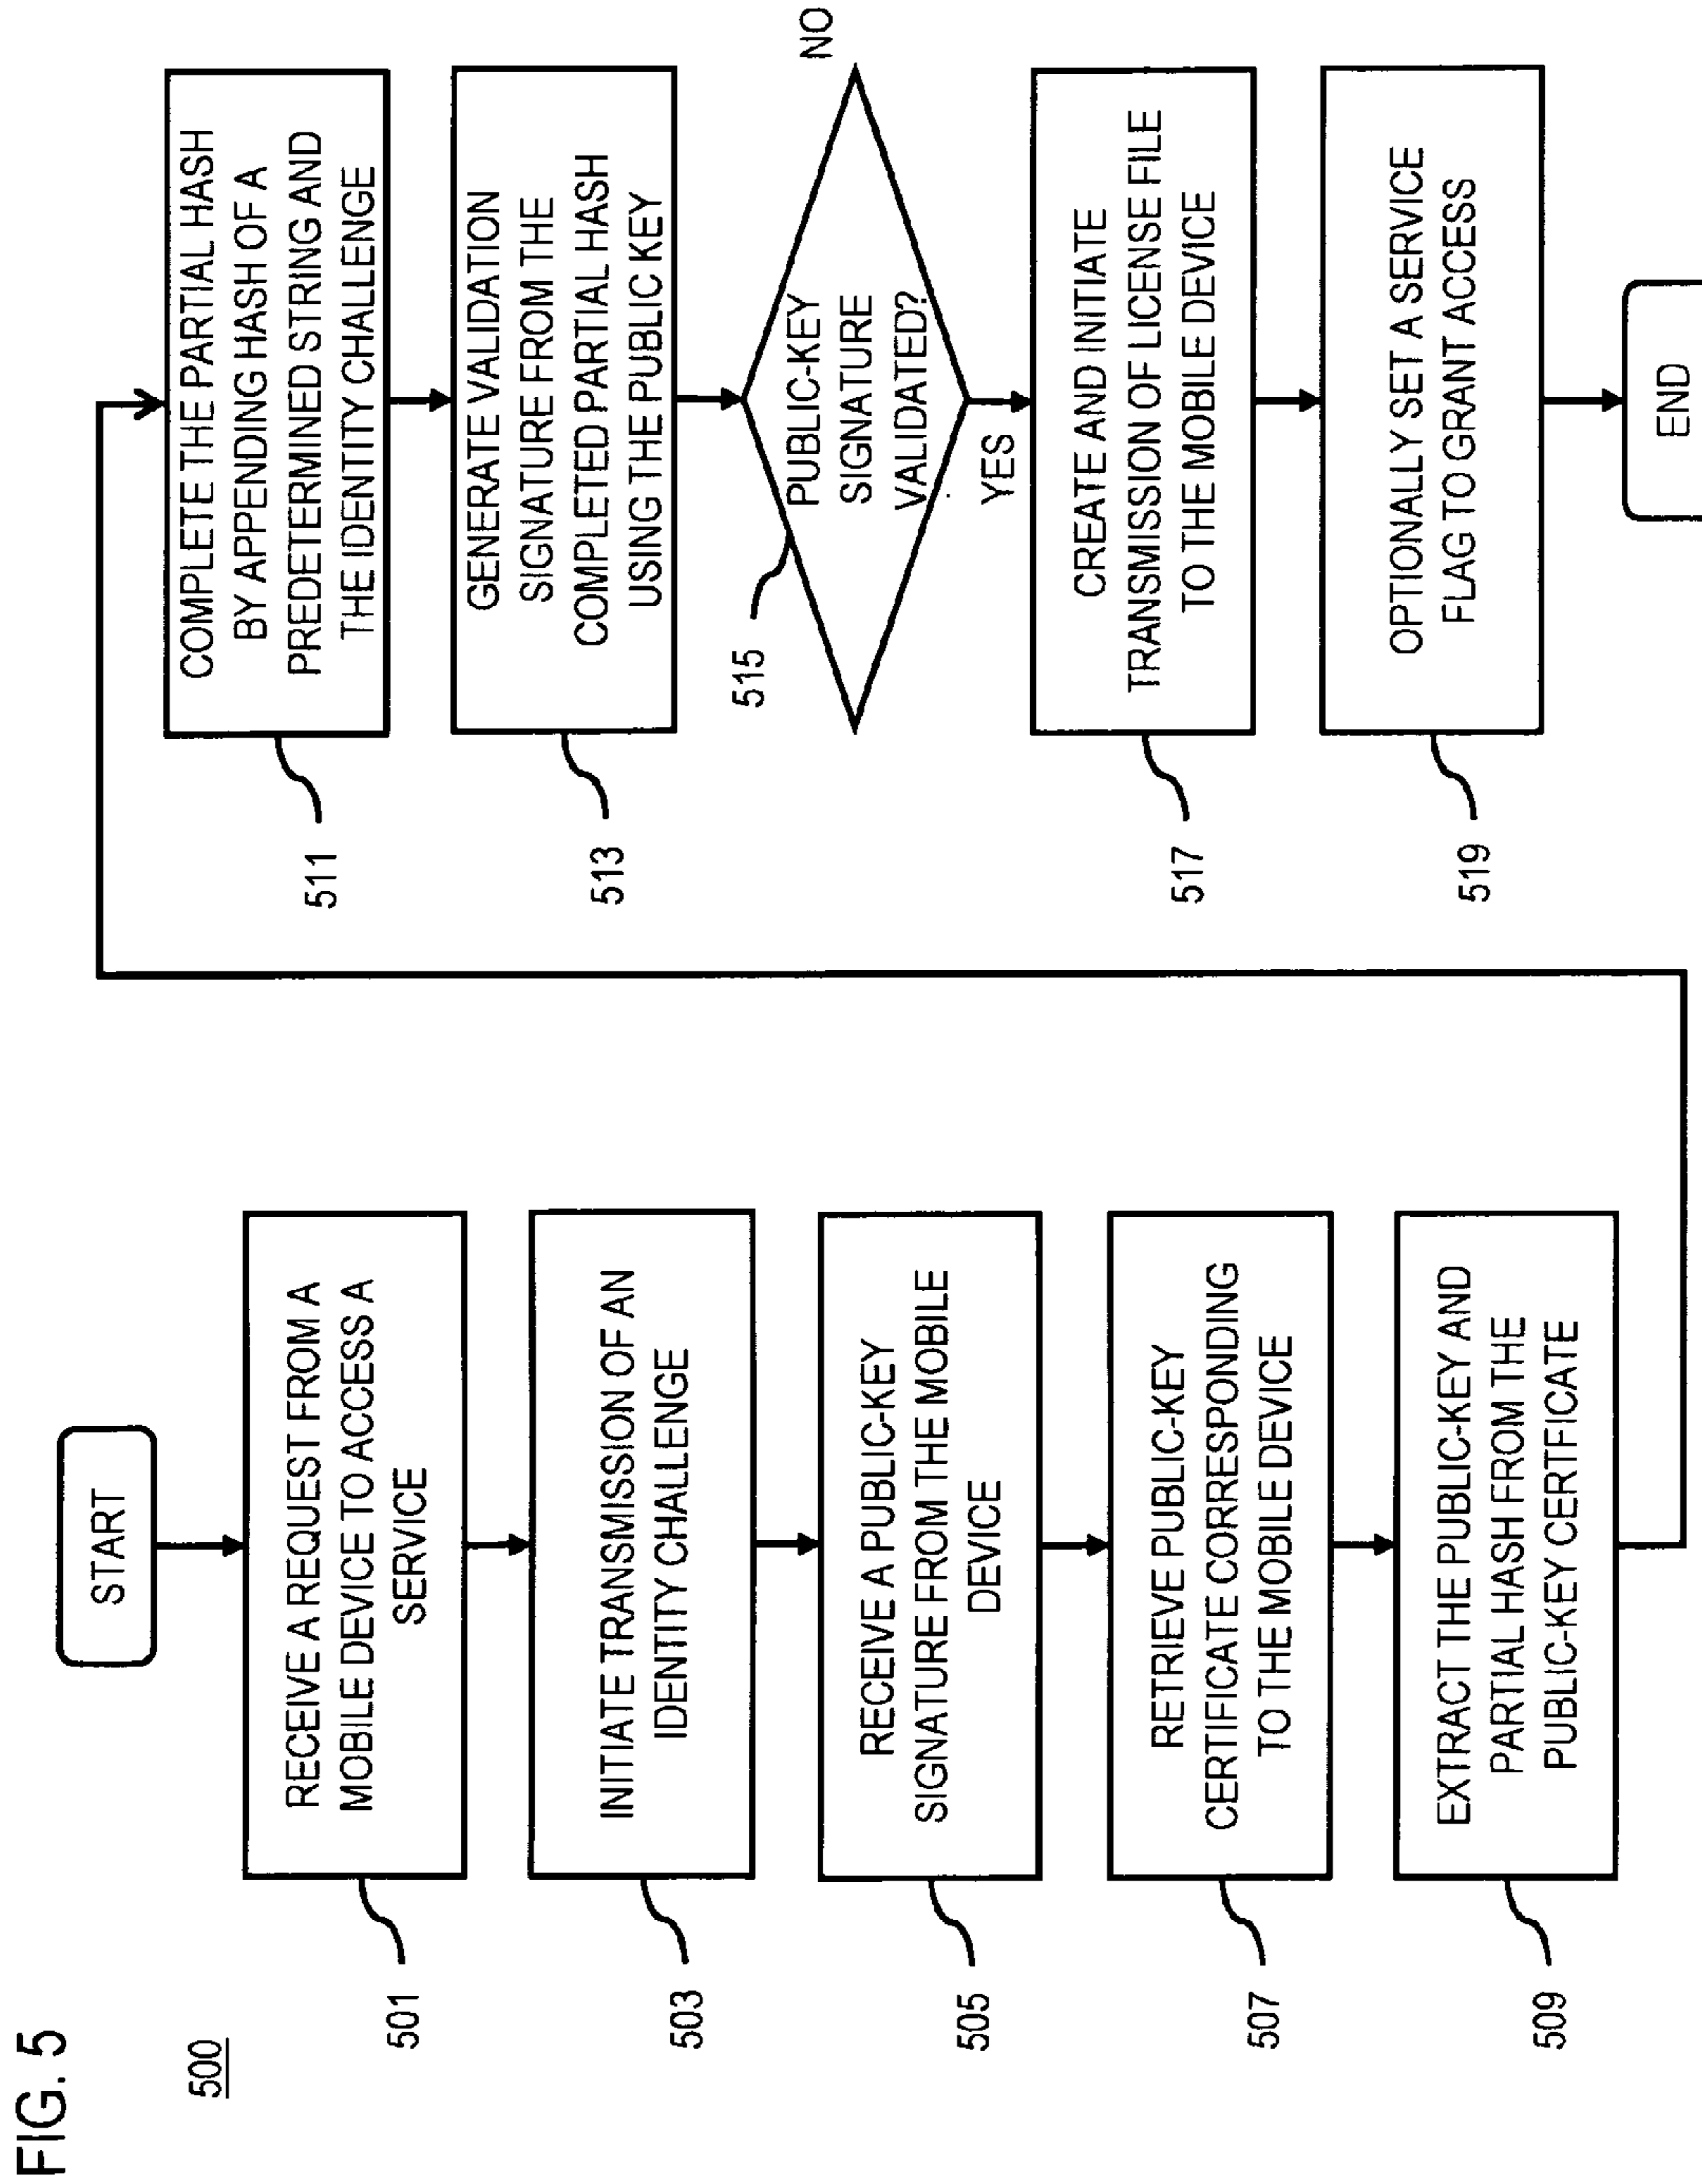 FIG. 5
500
START
RECEIVE A REQUEST FROM A
MOBILE DEVICE TO ACCESS A
SERVICE
501
INITIATE TRANSMISSION OF AN
IDENTITY CHALLENGE
503
RECEIVE A PUBLIC-KEY
SIGNATURE FROM THE MOBILE
DEVICE
505
RETRIEVE PUBLIC-KEY
CERTIFICATE CORRESPONDING
TO THE MOBILE DEVICE
507
EXTRACT THE PUBLIC-KEY AND
PARTIAL HASH FROM THE
PUBLIC-KEY CERTIFICATE
509
COMPLETE THE PARTIAL HASH
BY APPENDING HASH OF A
PREDETERMINED STRING AND
THE IDENTITY CHALLENGE
511
GENERATE VALIDATION
SIGNATURE FROM THE
COMPLETED PARTIAL HASH
USING THE PUBLIC KEY
513
PUBLIC-KEY
SIGNATURE
VALIDATED?
515
NO
YES
CREATE AND INITIATE
TRANSMISSION OF LICENSE FILE
TO THE MOBILE DEVICE
517
OPTIONALLY SET A SERVICE
FLAG TO GRANT ACCESS
519
END